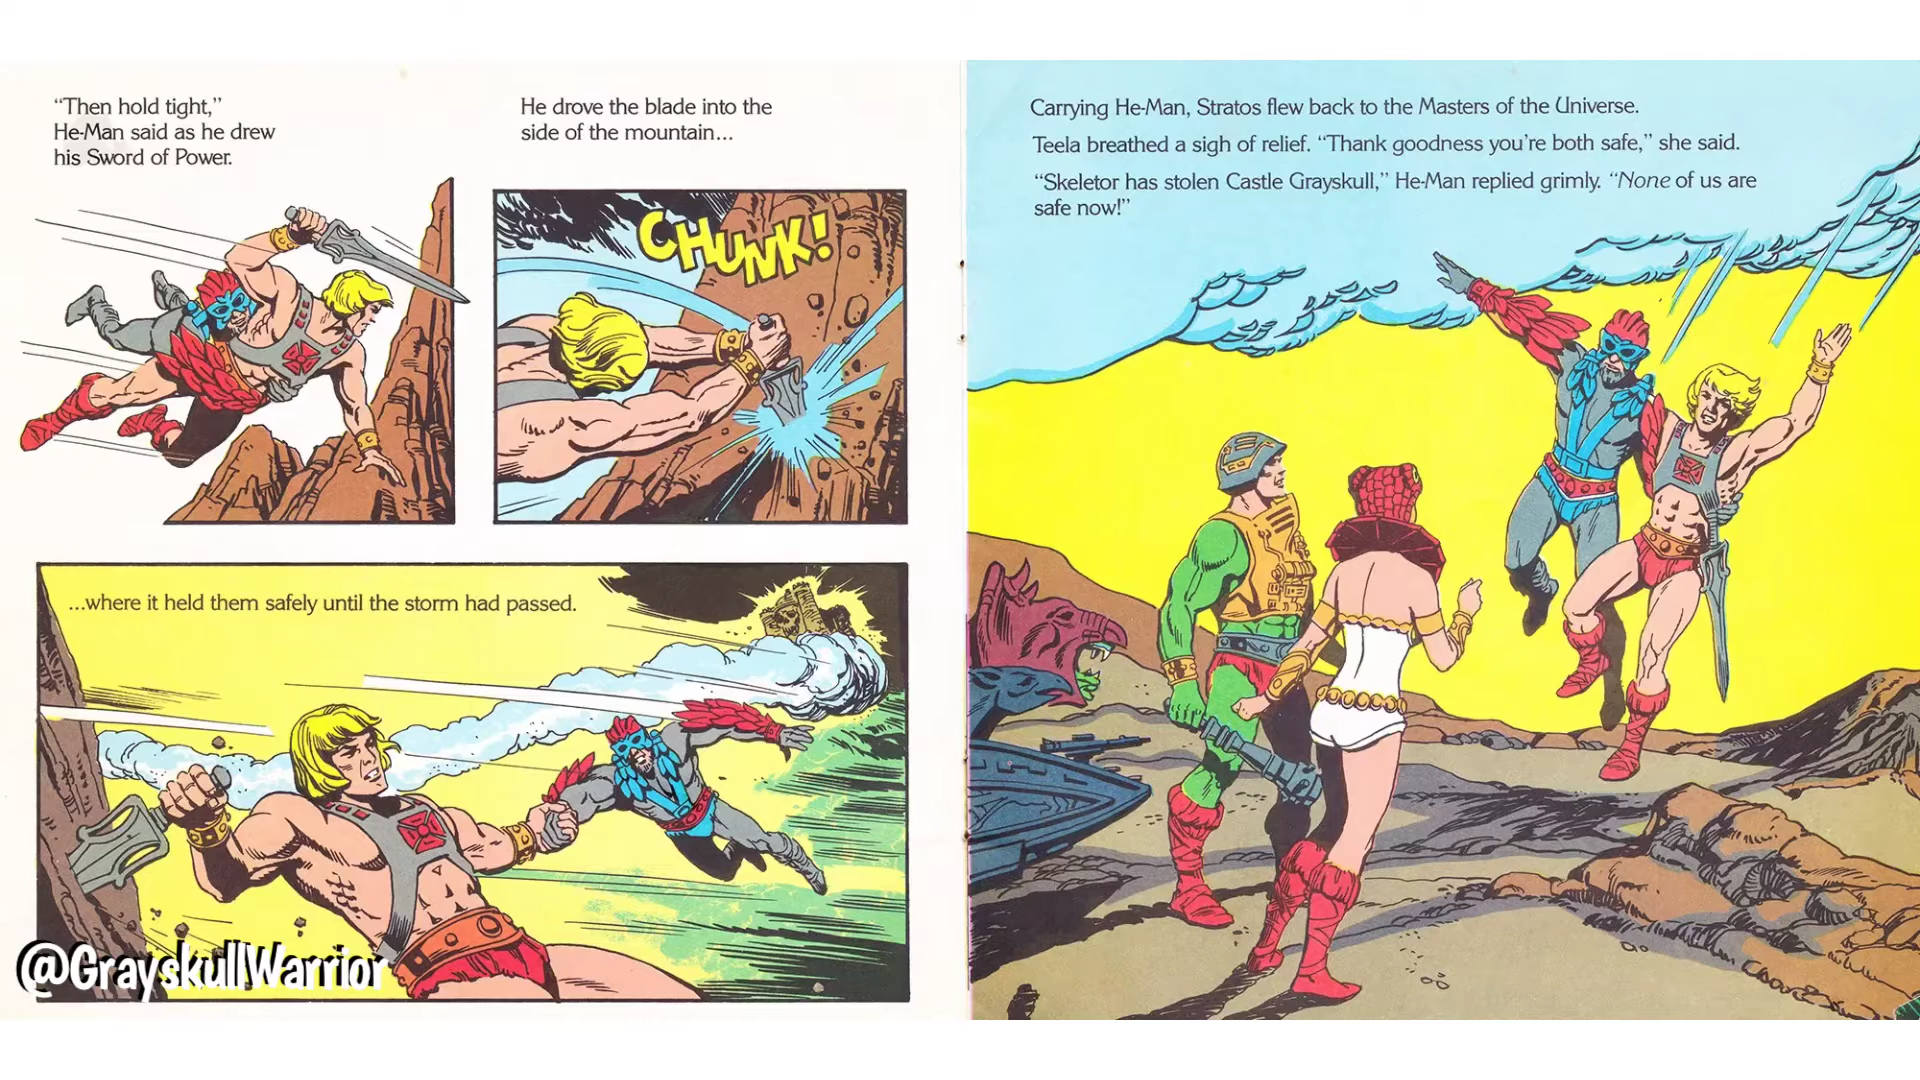 “Then hold tight,”
He-Man said as he drew
his Sword of Power.
He drove the blade into the
side of the mountain...
CHUNK!
...where it held them safely until the storm had passed.
@GrayskullWarrior
Carrying He-Man, Stratos flew back to the Masters of the Universe.
Teela breathed a sigh of relief. “Thank goodness you’re both safe,” she said.
“Skeletor has stolen Castle Grayskull,” He-Man replied grimly. “None of us are
safe now!”